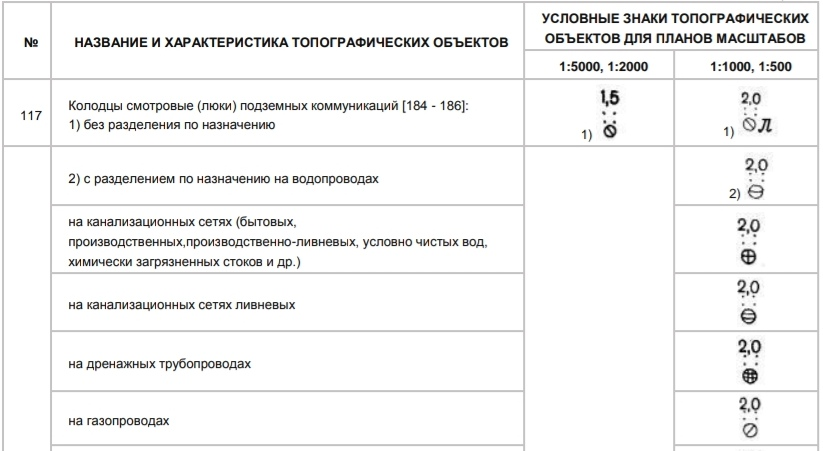 №
НАЗВАНИЕ И ХАРАКТЕРИСТИКА ТОПОГРАФИЧЕСКИХ ОБЪЕКТОВ
УСЛОВНЫЕ ЗНАКИ ТОПОГРАФИЧЕСКИХ
ОБЪЕКТОВ ДЛЯ ПЛАНОВ МАСШТАБОВ
1:5000, 1:2000
1:1000, 1:500
117
Колодцы смотровые (люки) подземных коммуникаций [184 - 186]:
1) без разделения по назначению
1,5
1)
2,0
1) Л
2) с разделением по назначению на водопроводах
2,0
2)
на канализационных сетях (бытовых,
производственных,производственно-ливневых, условно чистых вод,
химически загрязненных стоков и др.)
2,0
на канализационных сетях ливневых
2,0
на дренажных трубопроводах
2,0
на газопроводах
2,0